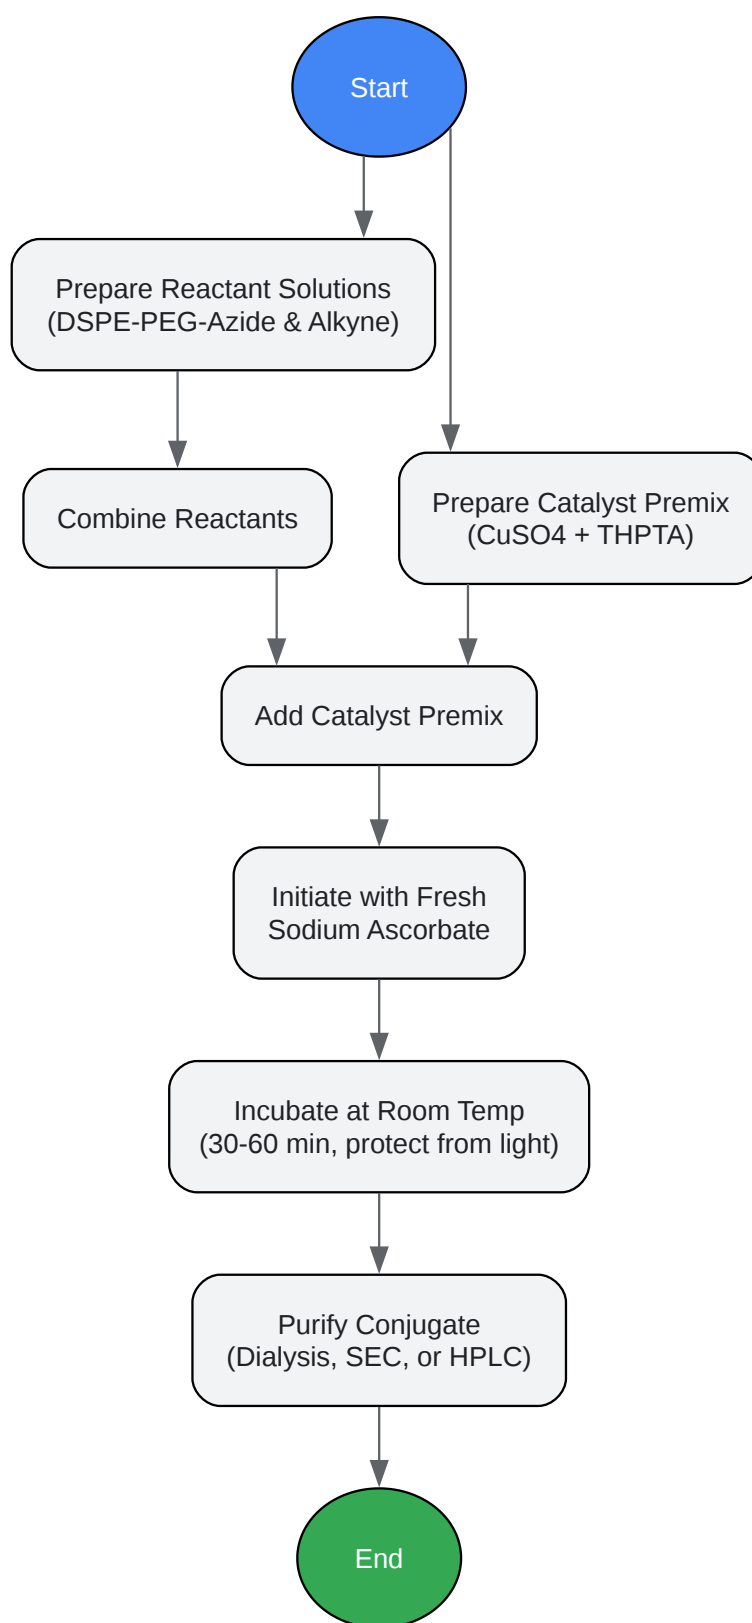 Start
Prepare Reactant Solutions
(DSPE-PEG-Azide & Alkyne)
Combine Reactants
Prepare Catalyst Premix
(CuSO4 + THPTA)
Add Catalyst Premix
Initiate with Fresh
Sodium Ascorbate
Incubate at Room Temp
(30-60 min, protect from light)
Purify Conjugate
(Dialysis, SEC, or HPLC)
End